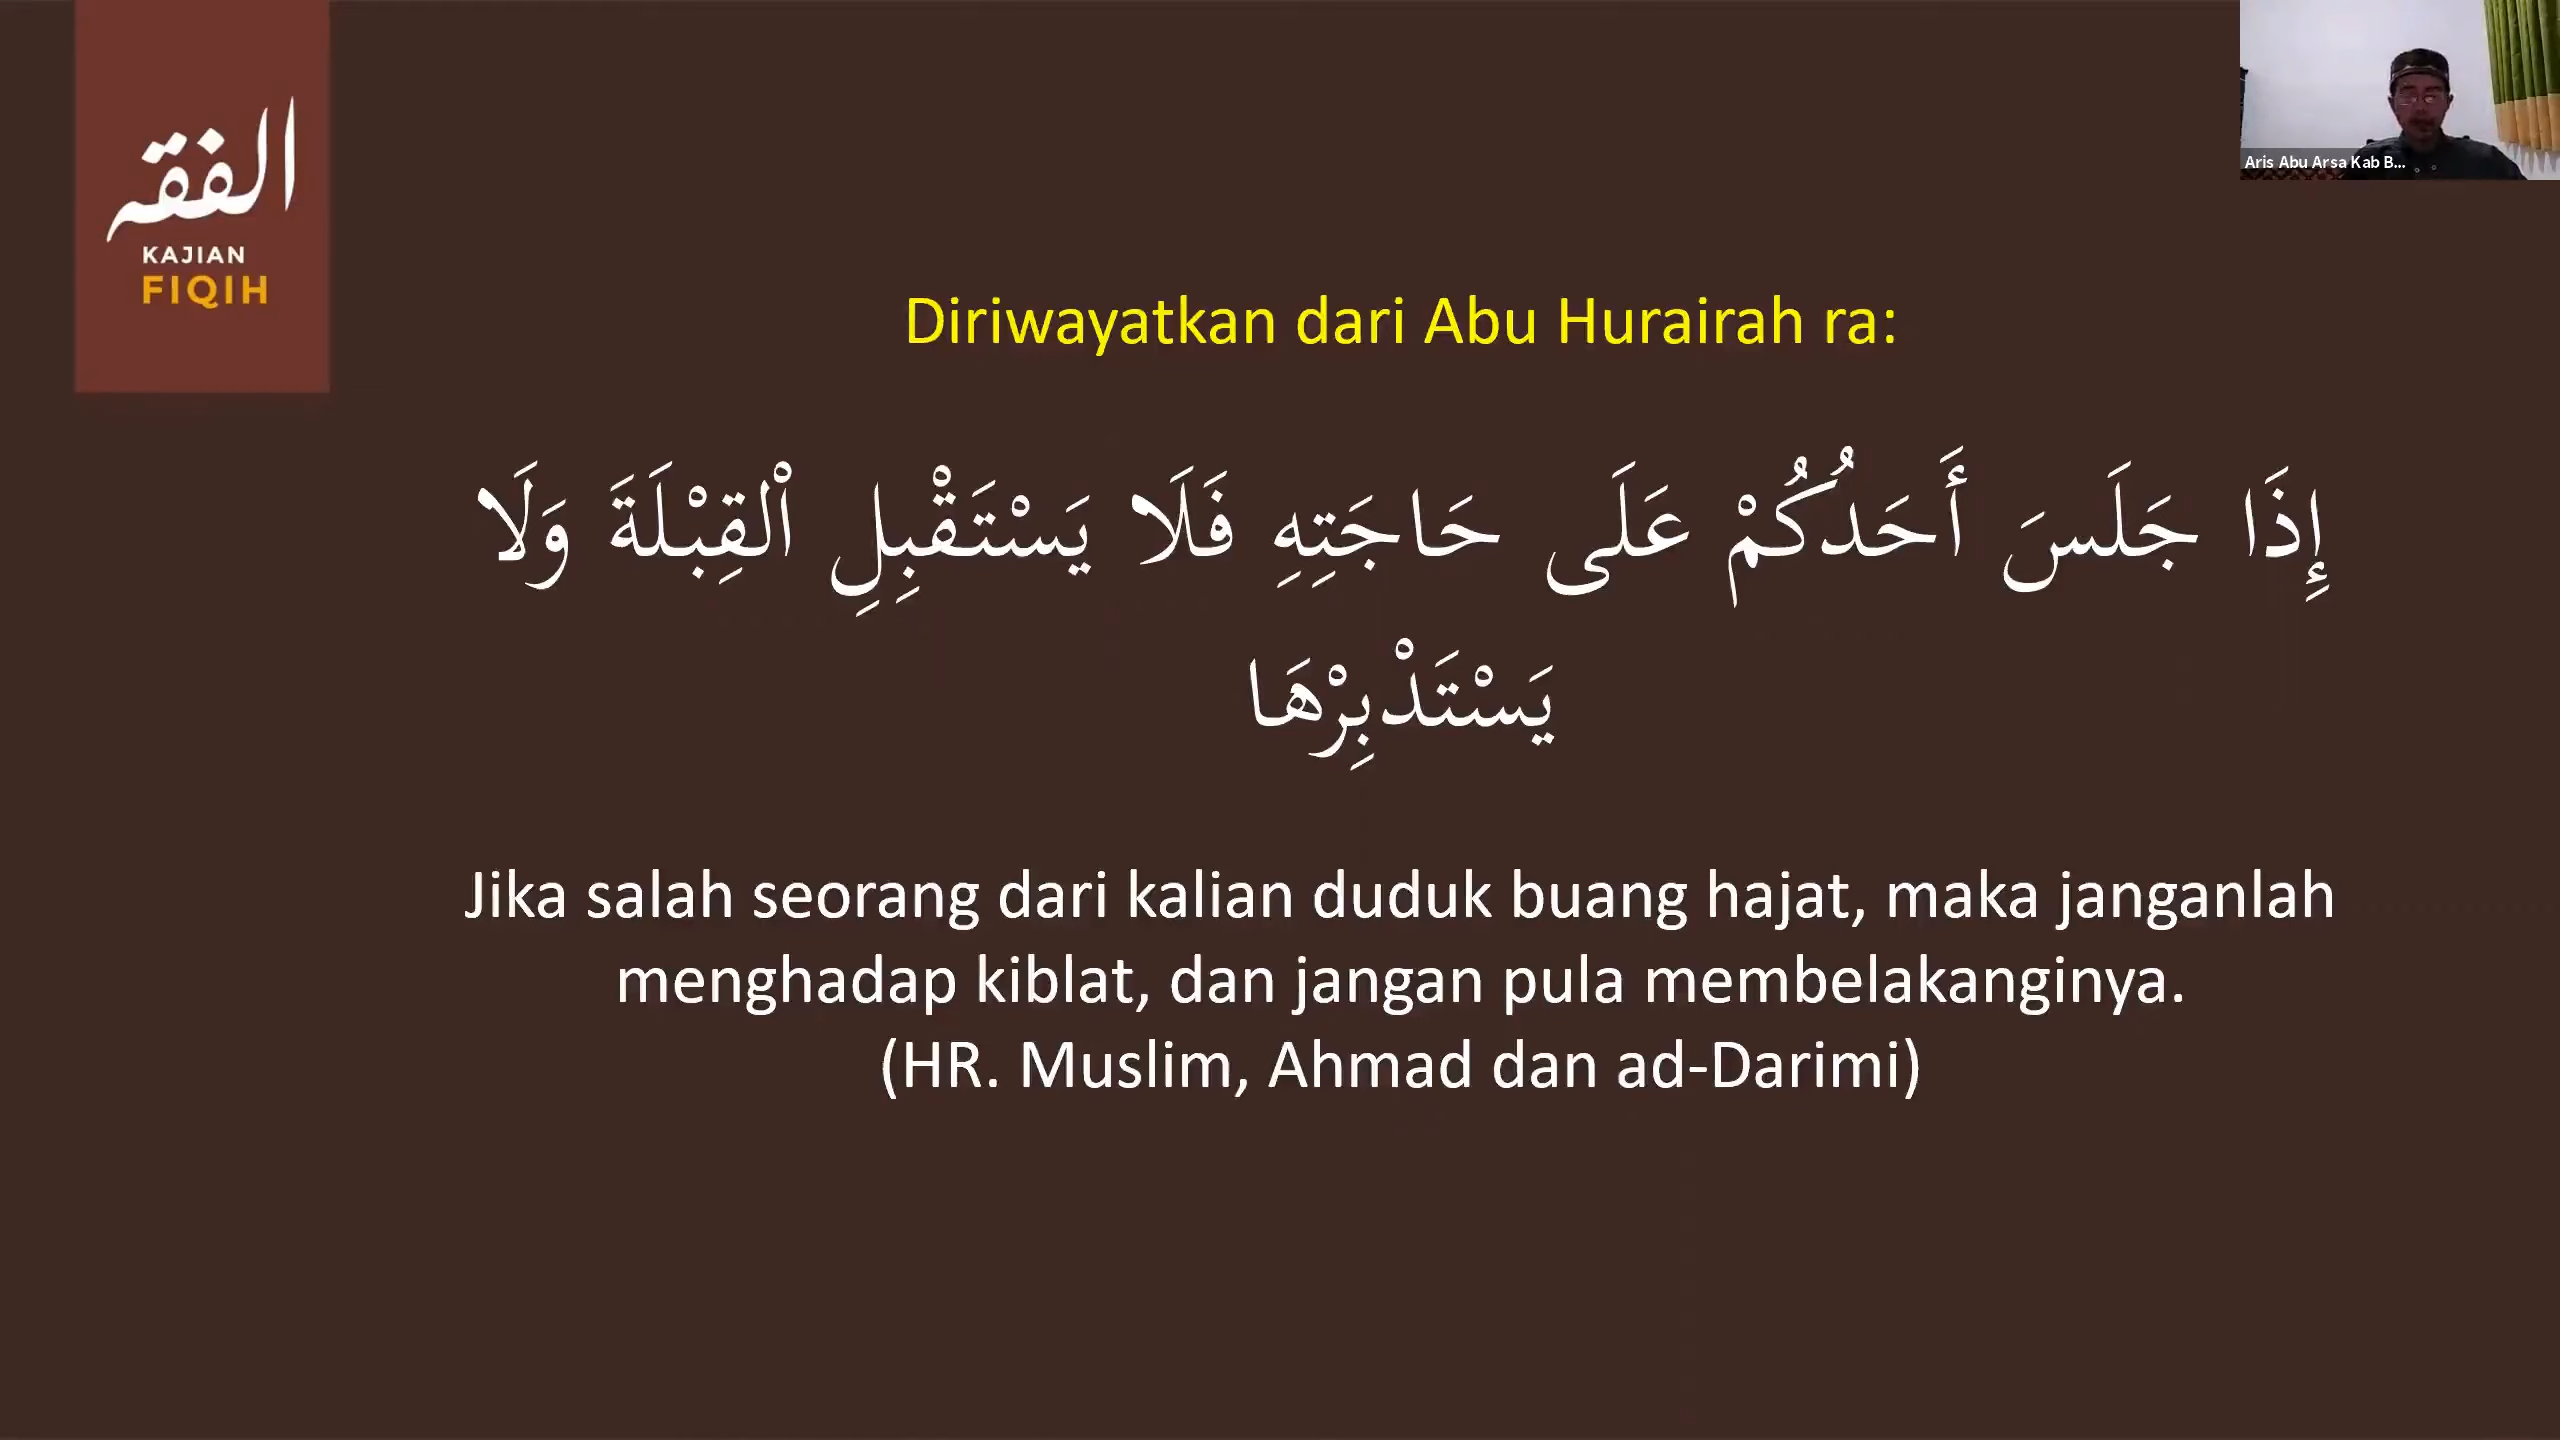 الفقه
KAJIAN
FIQIH
Aris Abu Arsa Kab B...
Diriwayatkan dari Abu Hurairah ra:
إِذَا جَلَسَ أَحَدُكُمْ عَلَى حَاجَتِهِ فَلَا يَسْتَقْبِلِ ٱلْقِبْلَةَ وَلَا
يَسْتَدْبِرْهَا
Jika salah seorang dari kalian duduk buang hajat, maka janganlah
menghadap kiblat, dan jangan pula membelakanginya.
(HR. Muslim, Ahmad dan ad-Darimi)